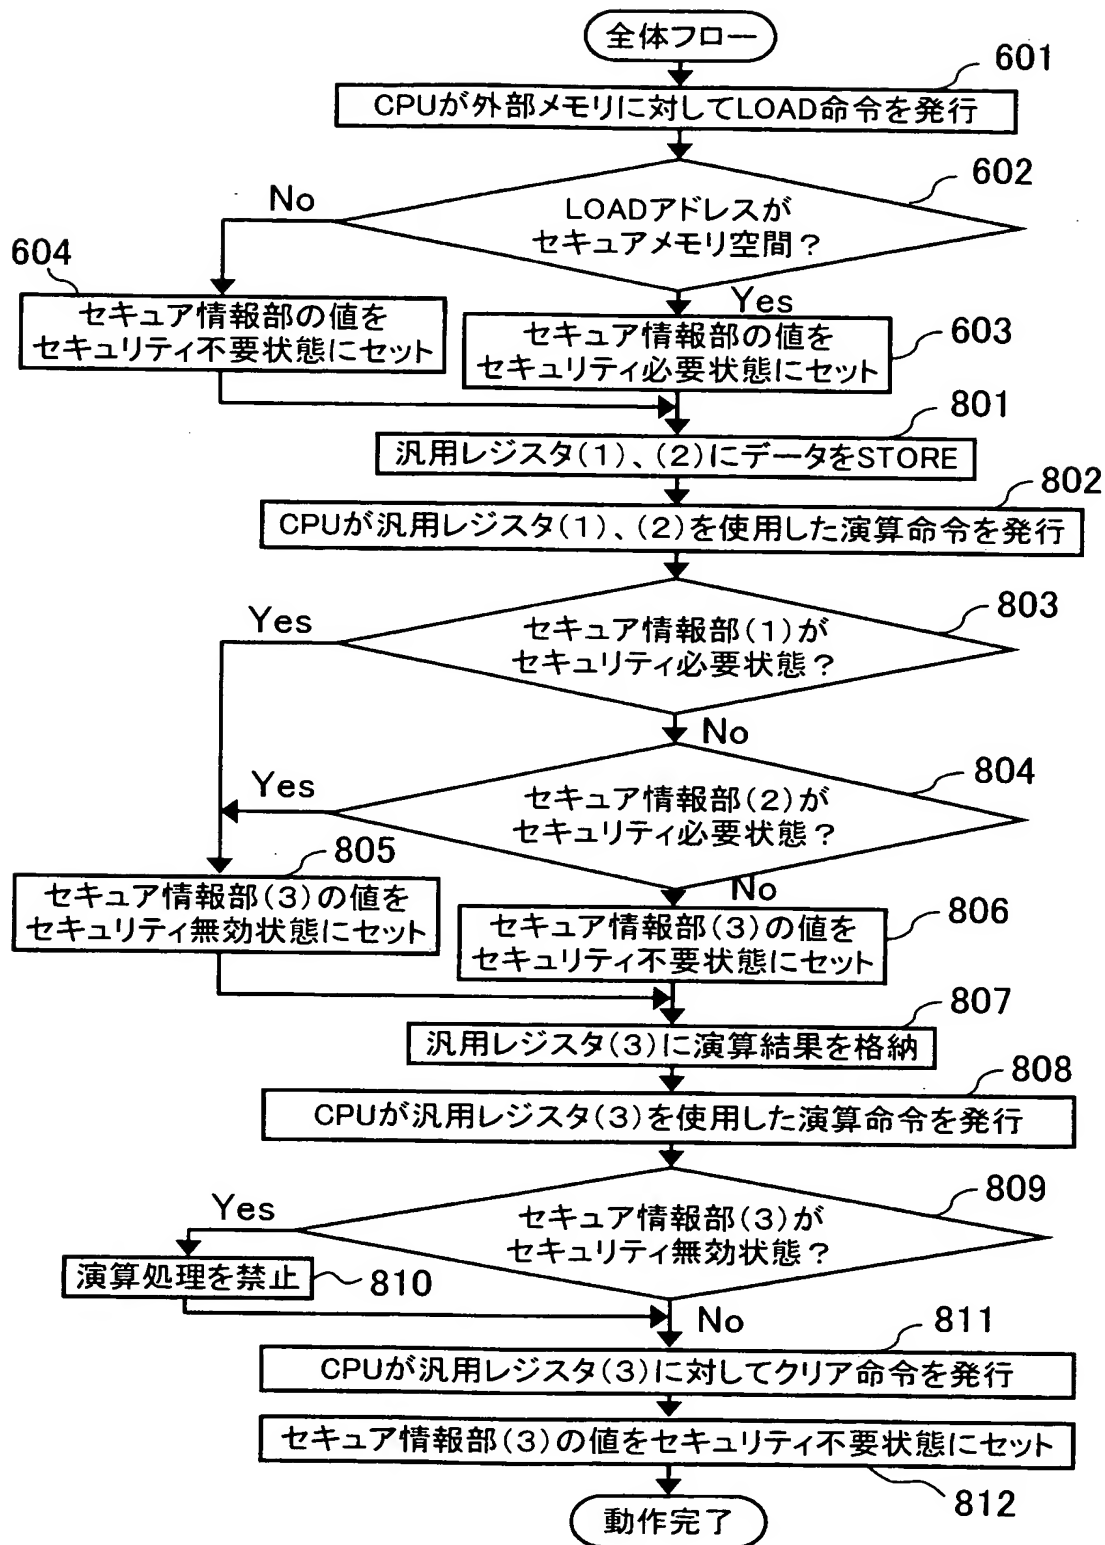 全体フロー
601
CPUが外部メモリに対してLOAD命令を発行
602
No
LOADアドレスが
セキュアメモリ空間?
604
Yes
セキュア情報部の値を
セキュリティ不要状態にセット
セキュア情報部の値を
セキュリティ必要状態にセット
603
801
汎用レジスタ(1)、(2)にデータをSTORE
802
CPUが汎用レジスタ(1)、(2)を使用した演算命令を発行
803
Yes
セキュア情報部(1)が
セキュリティ必要状態?
No
804
Yes
セキュア情報部(2)が
セキュリティ必要状態?
805
No
セキュア情報部(3)の値を
セキュリティ無効状態にセット
セキュア情報部(3)の値を
セキュリティ不要状態にセット
806
807
汎用レジスタ(3)に演算結果を格納
808
CPUが汎用レジスタ(3)を使用した演算命令を発行
809
Yes
セキュア情報部(3)が
セキュリティ無効状態?
演算処理を禁止
810
No
811
CPUが汎用レジスタ(3)に対してクリア命令を発行
セキュア情報部(3)の値をセキュリティ不要状態にセット
812
動作完了